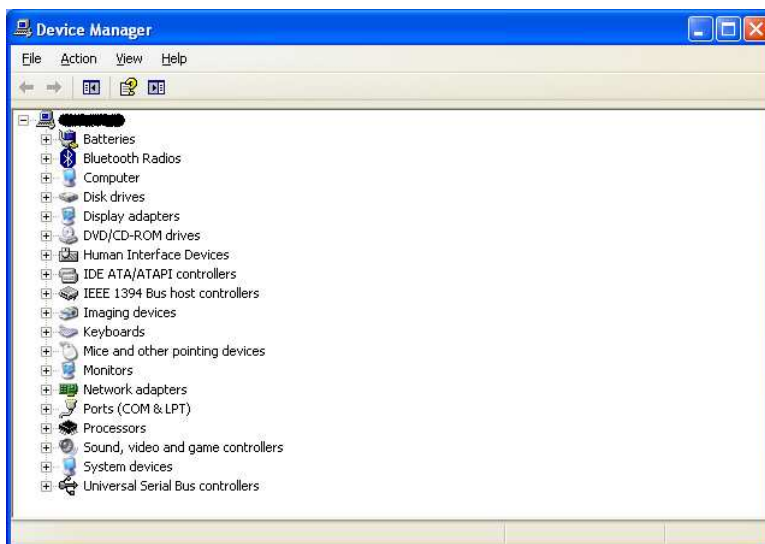 Device Manager
File Action View Help
Batteries
Bluetooth Radios
Computer
Disk drives
Display adapters
DVD/CD-ROM drives
Human Interface Devices
IDE ATA/ATAPI controllers
IEEE 1394 Bus host controllers
Imaging devices
Keyboards
Mice and other pointing devices
Monitors
Network adapters
Ports (COM & LPT)
Processors
Sound, video and game controllers
System devices
Universal Serial Bus controllers